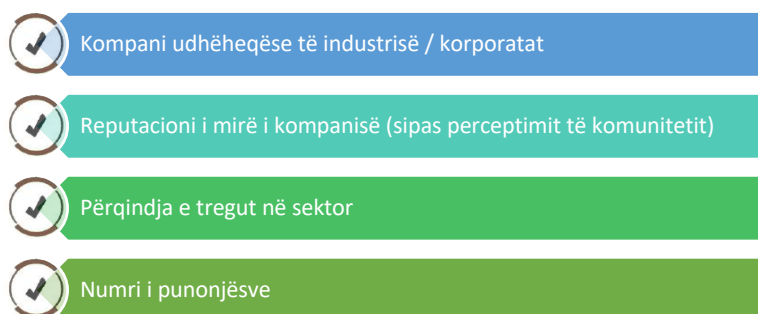 Kompani udhëheqëse të industrisë / korporatat
Reputacioni i mirë i kompanisë (sipas perceptimit të komunitetit)
Përqindja e tregut në sektor
Numri i punonjësve